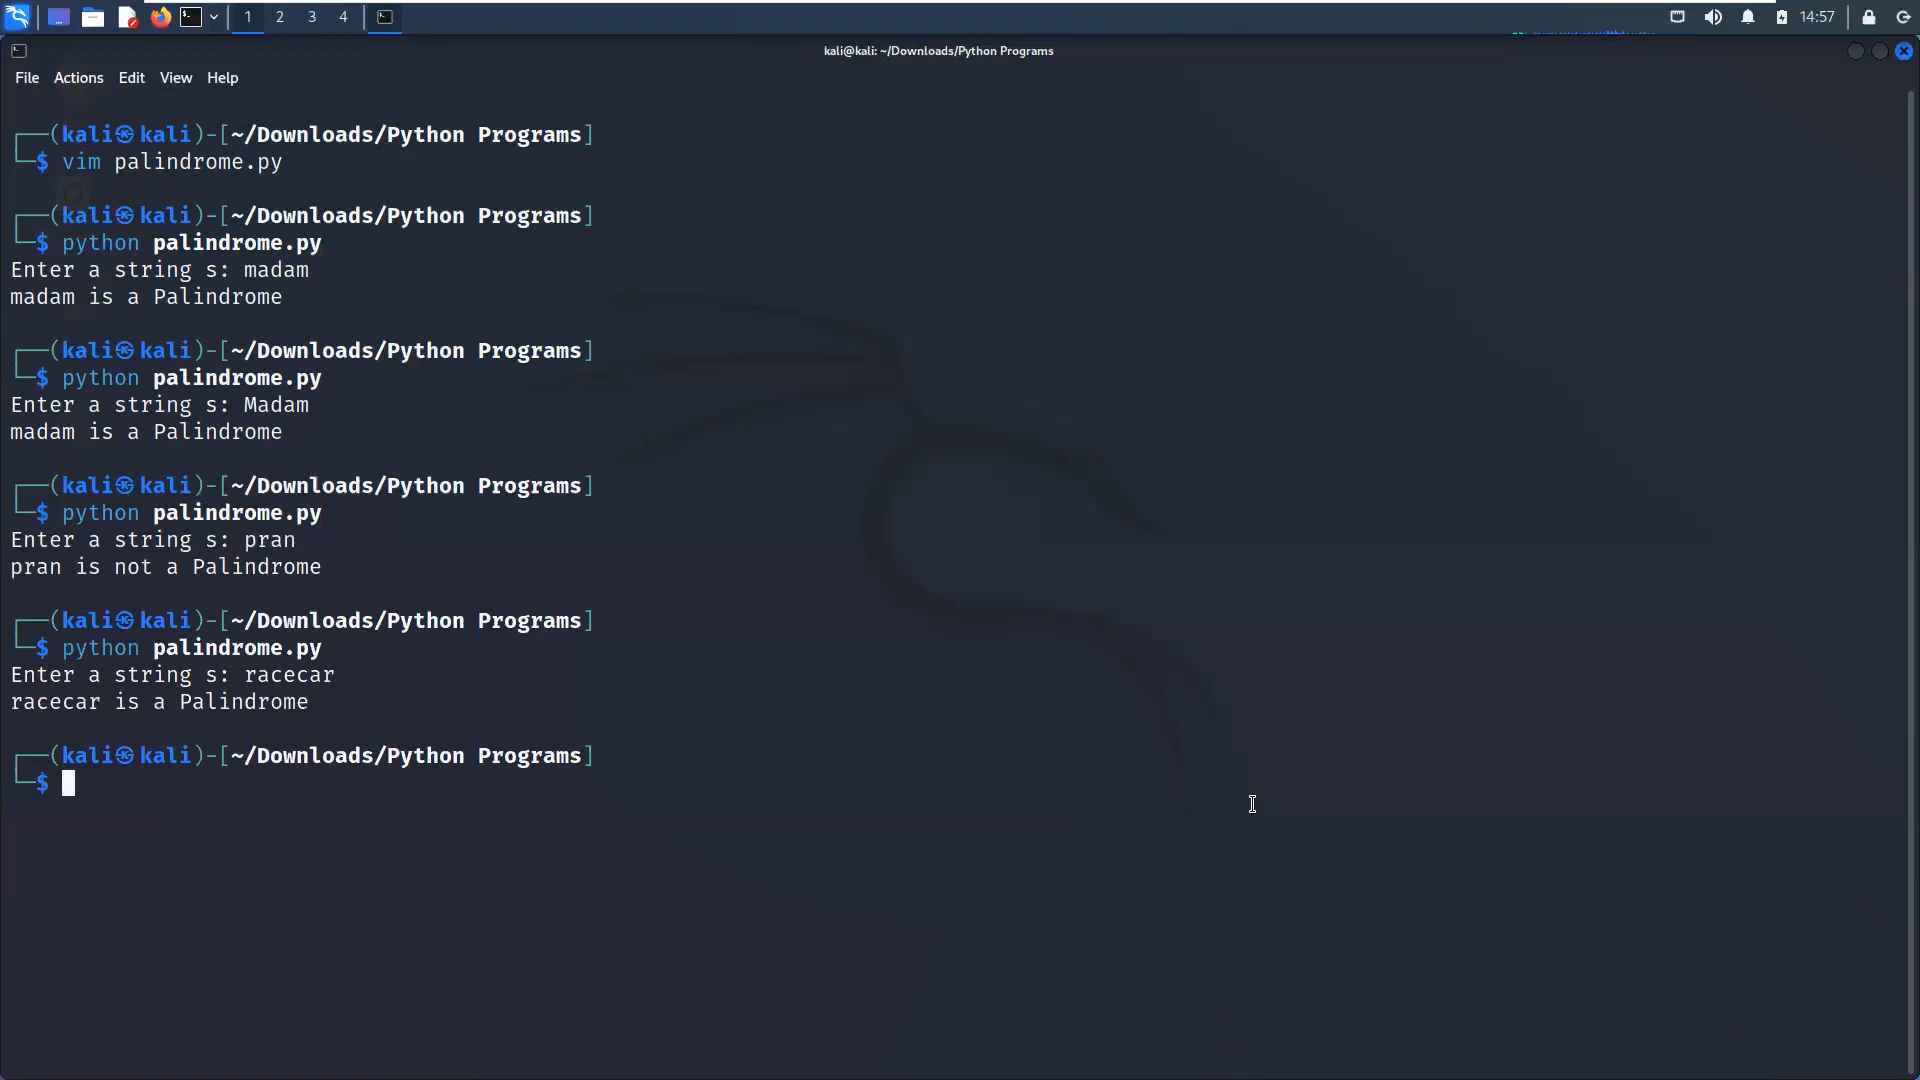 1 2 3 4
14:57
kali@kali: ~/Downloads/Python Programs
File Actions Edit View Help
┌──(kali㉿kali)-[~/Downloads/Python Programs]
└─$ vim palindrome.py
┌──(kali㉿kali)-[~/Downloads/Python Programs]
└─$ python palindrome.py
Enter a string s: madam
madam is a Palindrome
┌──(kali㉿kali)-[~/Downloads/Python Programs]
└─$ python palindrome.py
Enter a string s: Madam
madam is a Palindrome
┌──(kali㉿kali)-[~/Downloads/Python Programs]
└─$ python palindrome.py
Enter a string s: pran
pran is not a Palindrome
┌──(kali㉿kali)-[~/Downloads/Python Programs]
└─$ python palindrome.py
Enter a string s: racecar
racecar is a Palindrome
┌──(kali㉿kali)-[~/Downloads/Python Programs]
└─$